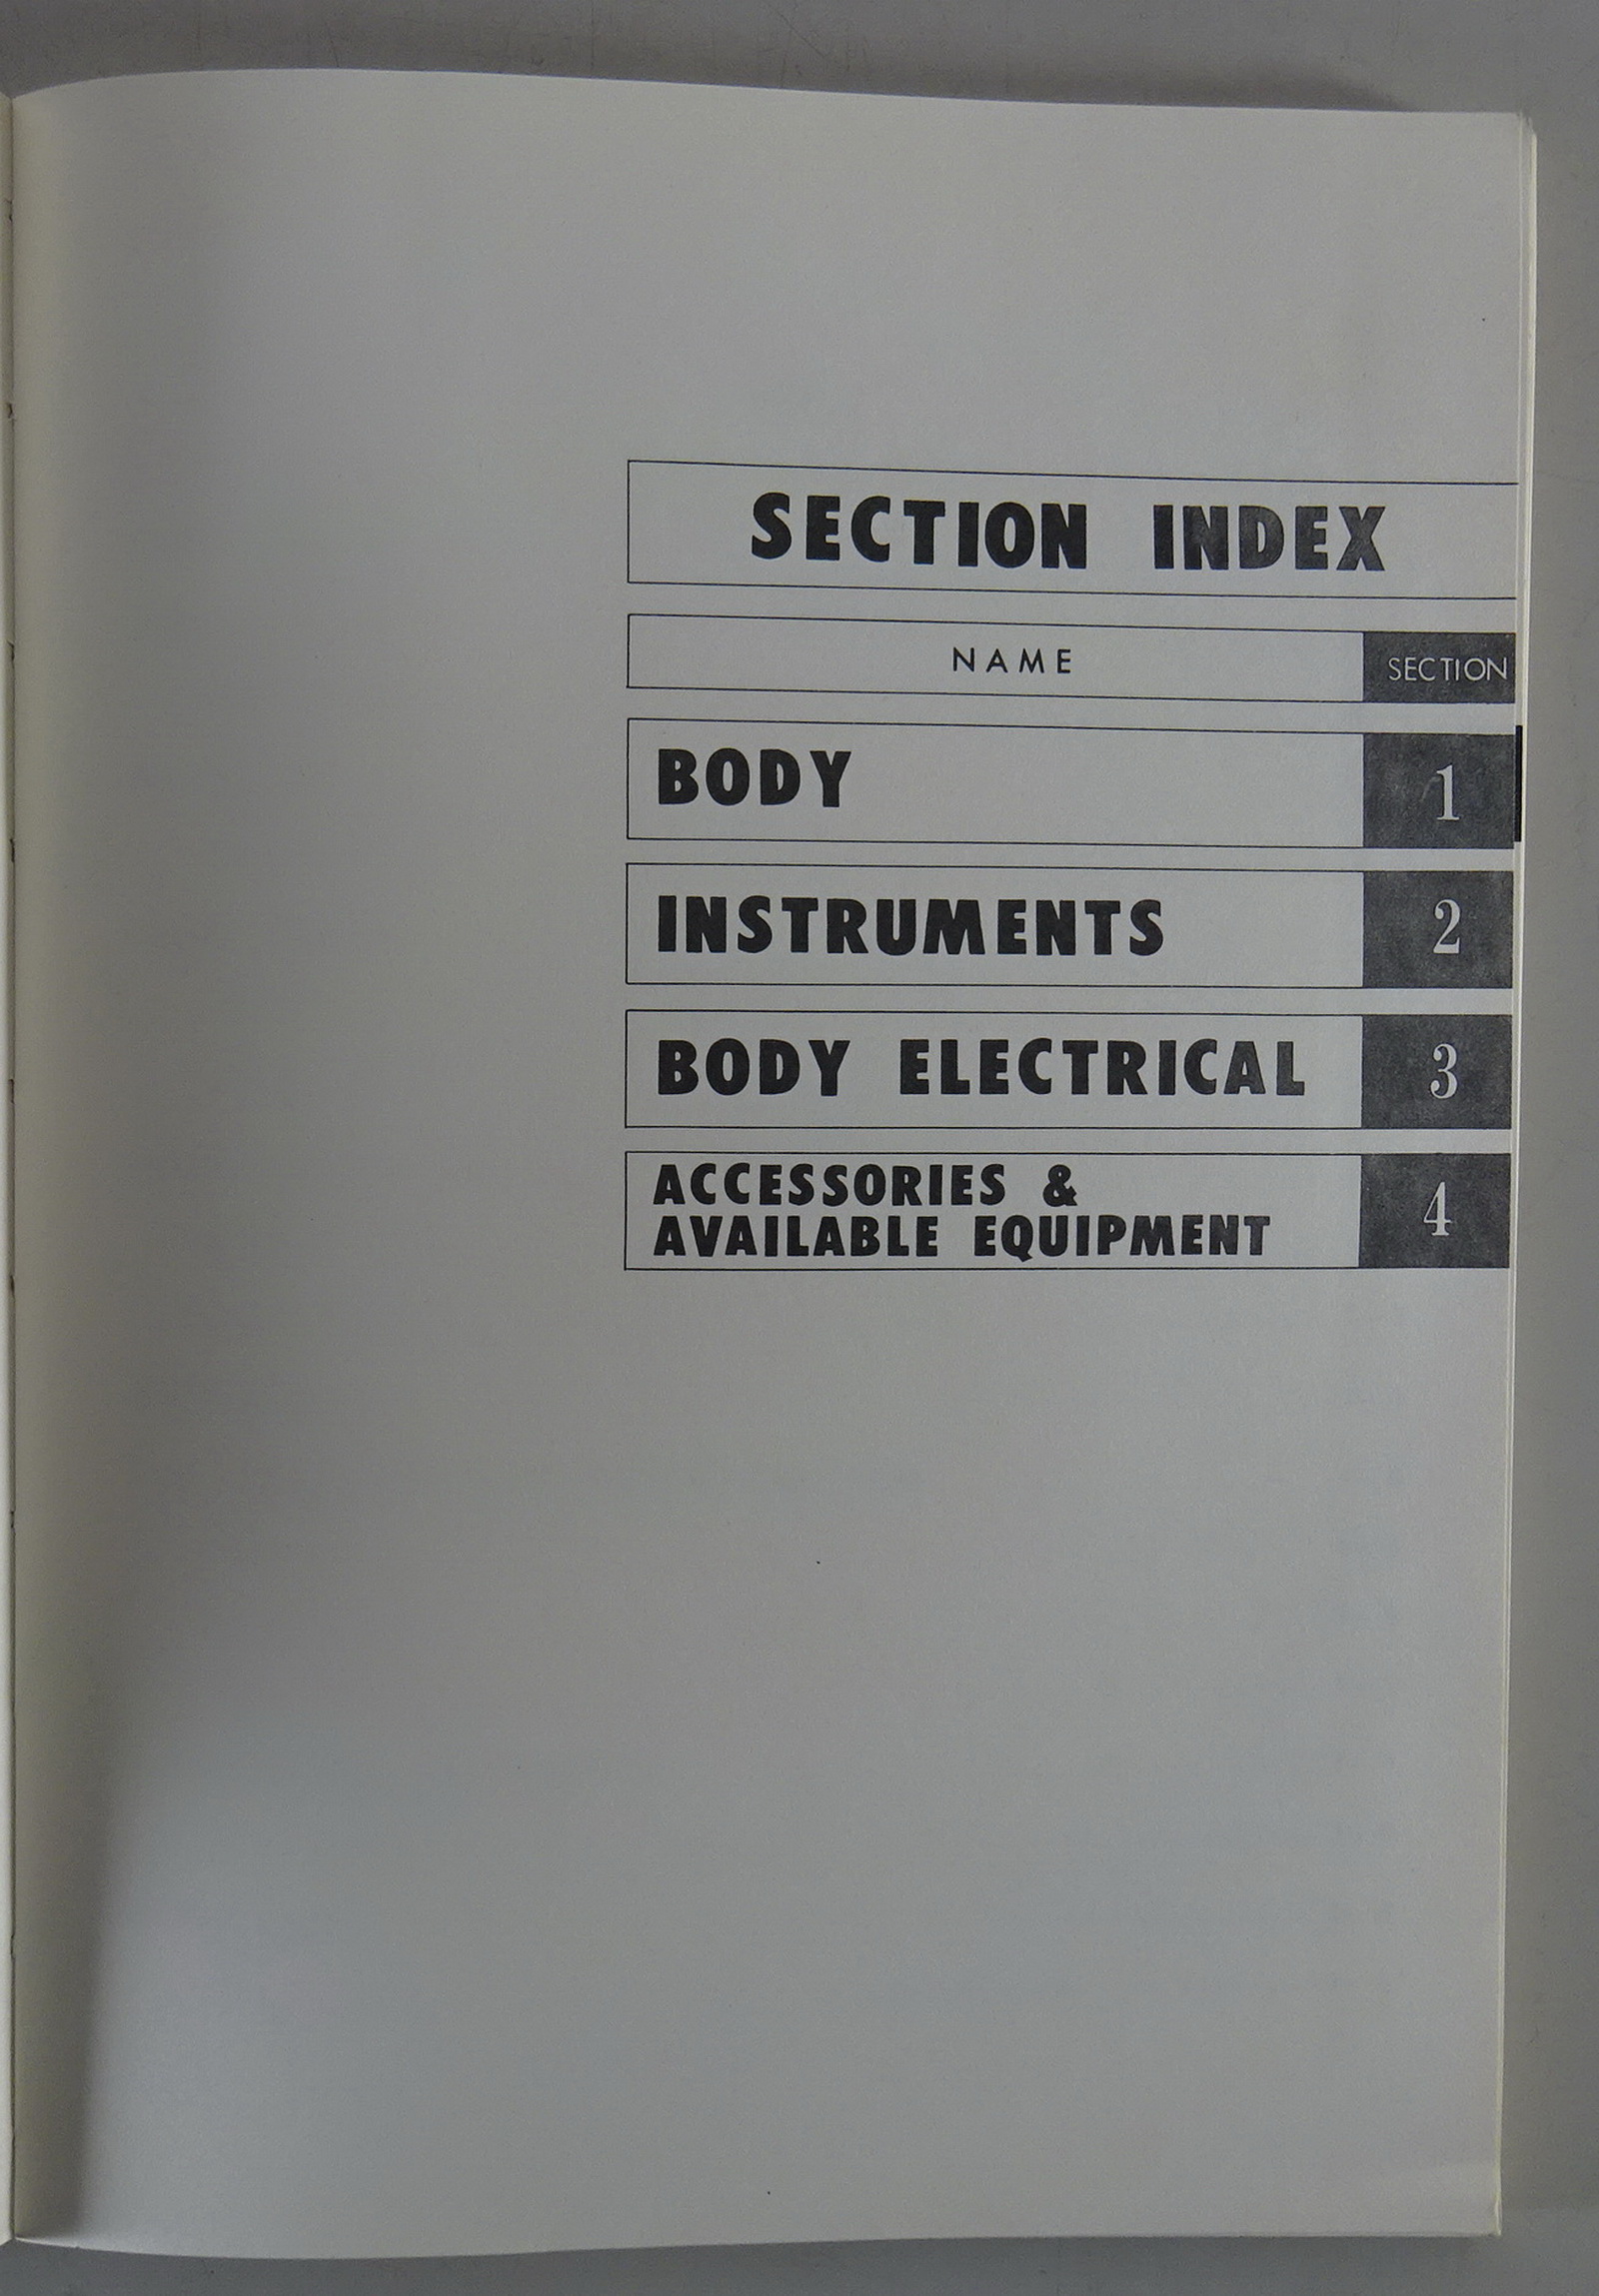 SECTION INDEX
NAME SECTION
BODY 1
INSTRUMENTS 2
BODY ELECTRICAL 3
ACCESSORIES &
AVAILABLE EQUIPMENT 4